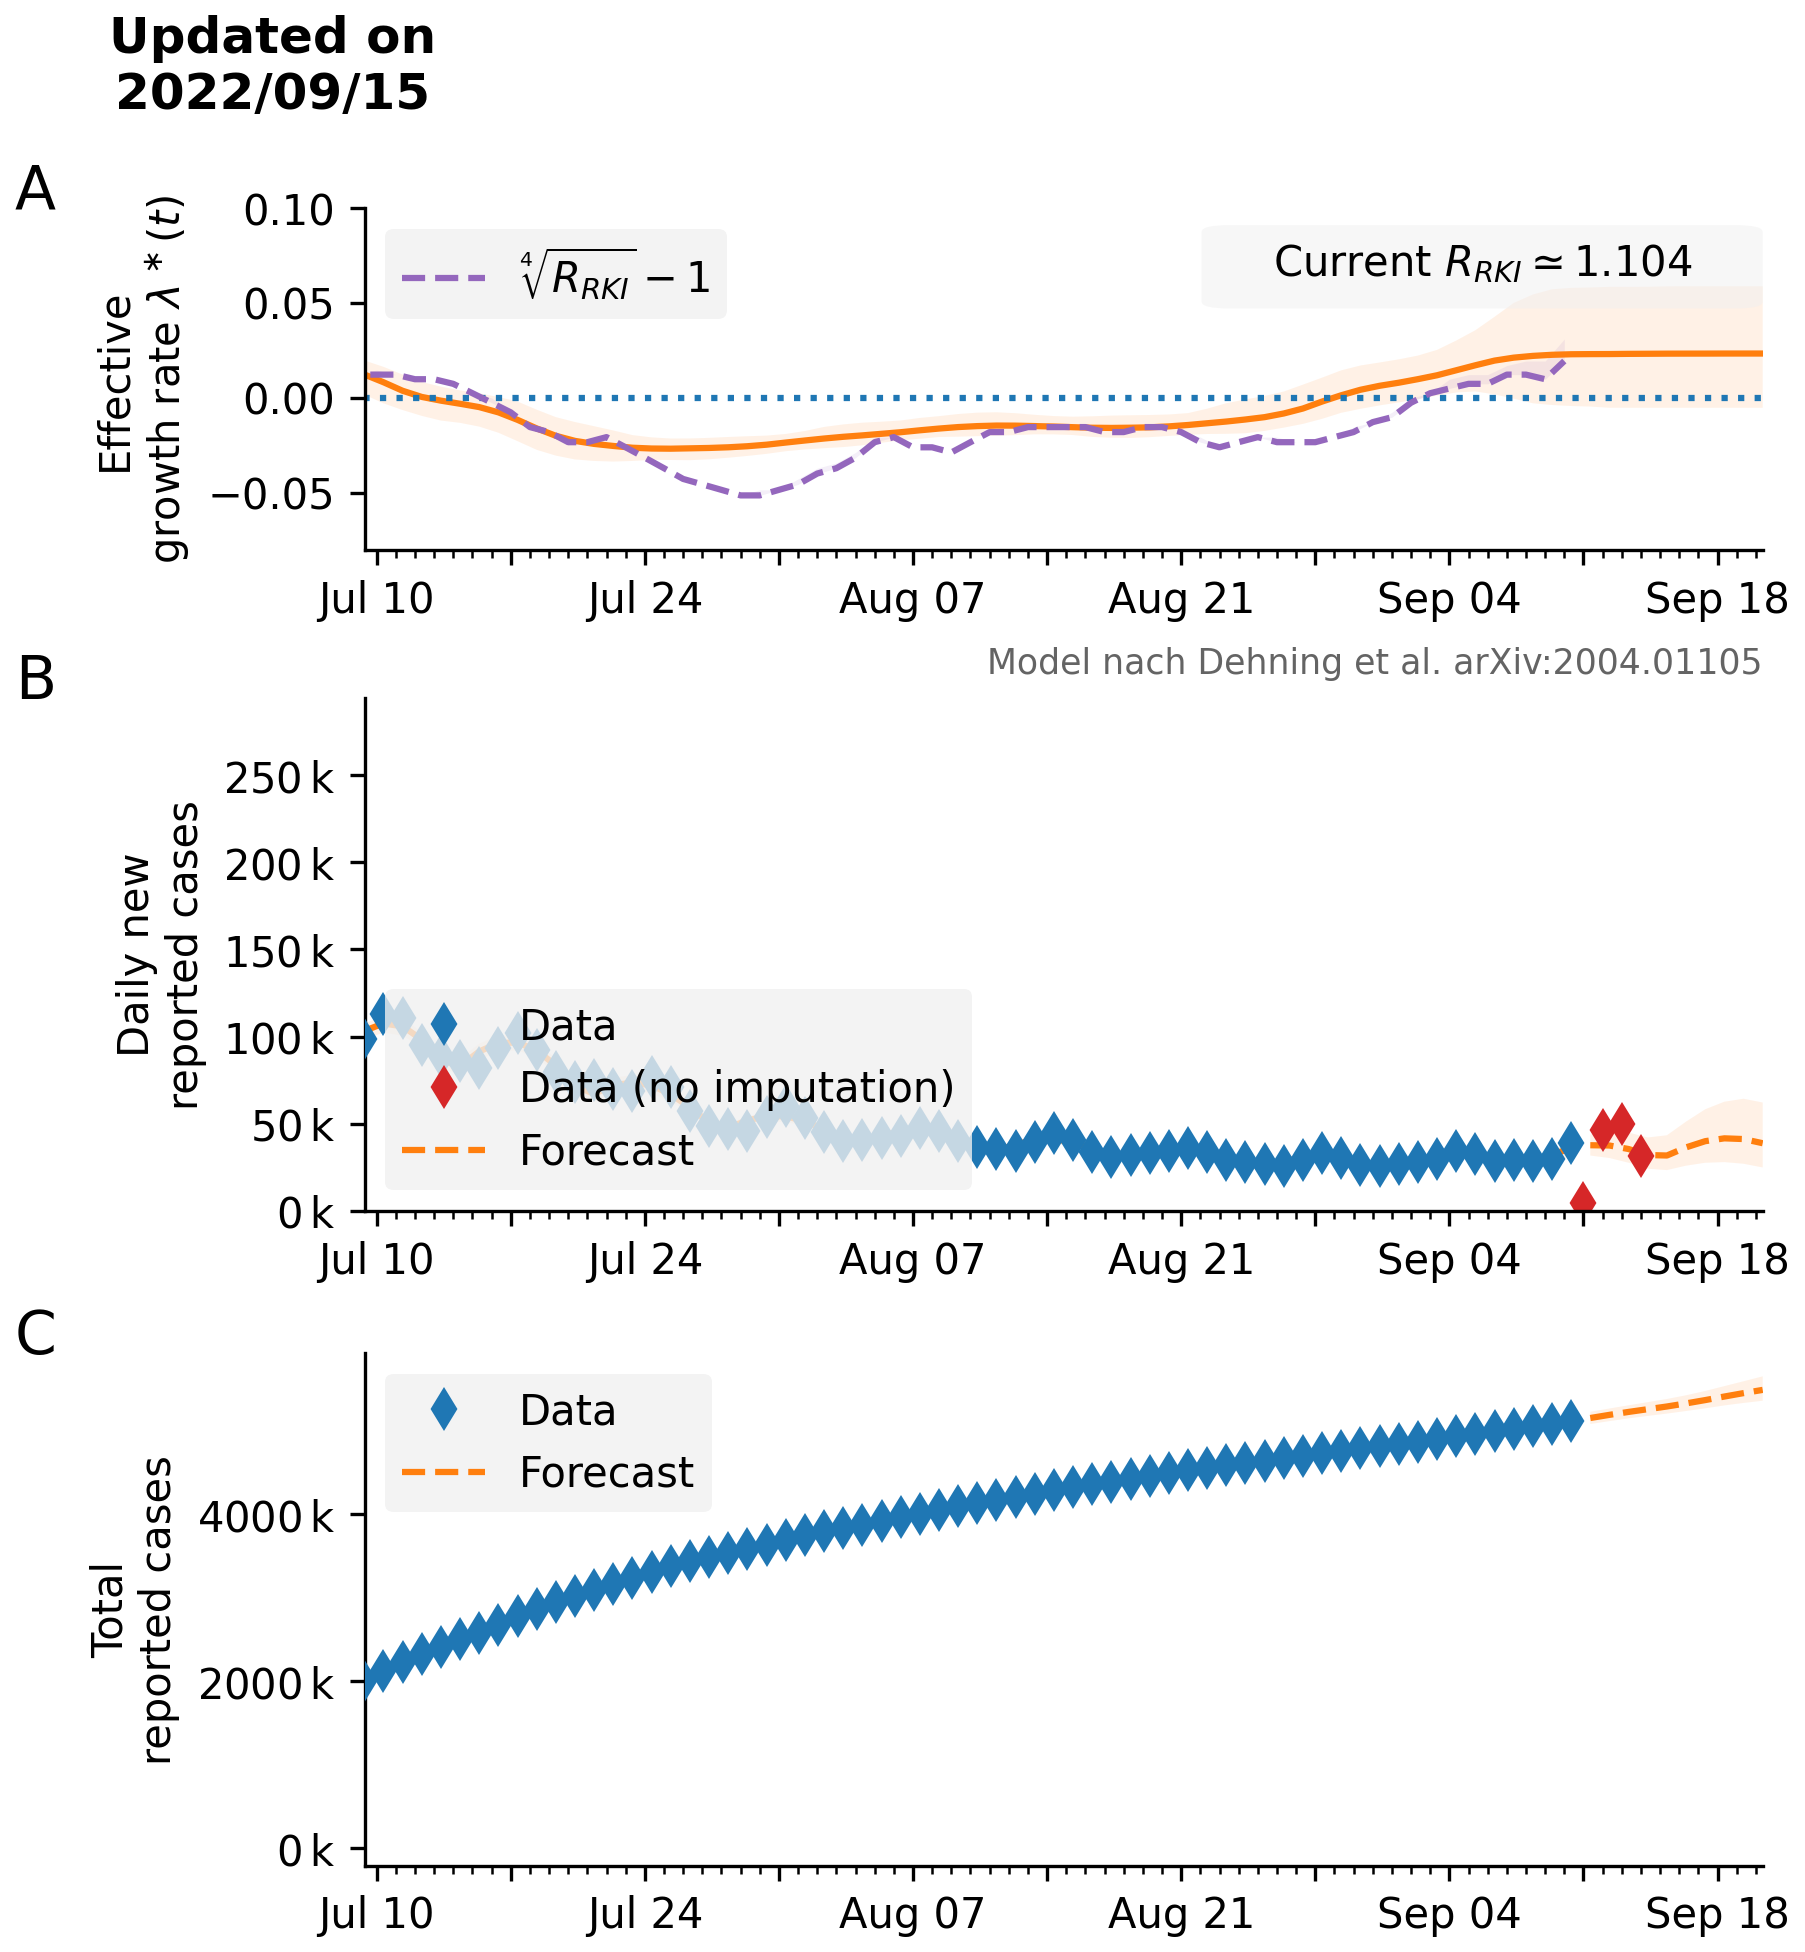 Updated on
2022/09/15
A
Effective
growth rate λ * (t)
0.10
0.05
0.00
−0.05
∜R_RKI − 1
Current R_RKI ≃ 1.104
Jul 10 Jul 24 Aug 07 Aug 21 Sep 04 Sep 18
Model nach Dehning et al. arXiv:2004.01105
B
Daily new
reported cases
250 k
200 k
150 k
100 k
50 k
0 k
Data
Data (no imputation)
Forecast
Jul 10 Jul 24 Aug 07 Aug 21 Sep 04 Sep 18
C
Total
reported cases
4000 k
2000 k
0 k
Data
Forecast
Jul 10 Jul 24 Aug 07 Aug 21 Sep 04 Sep 18